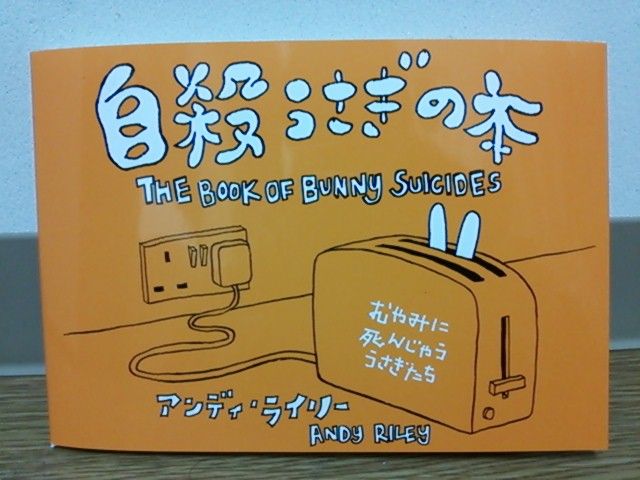 自殺うさぎの本
THE BOOK OF BUNNY SUICIDES
むやみに
死んじゃう
うさぎたち
アンディ・ライリー
ANDY RILEY